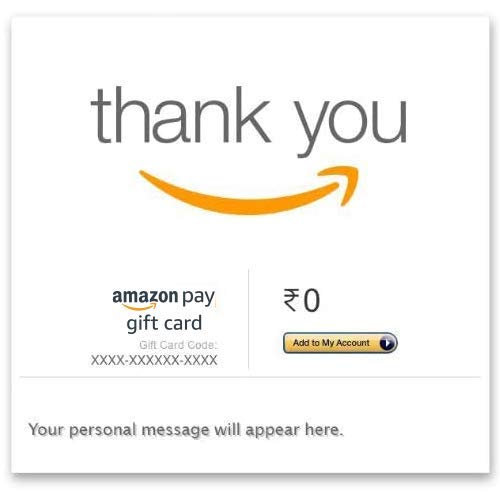 thank you
amazon pay
gift card
Gift Card Code:
XXXX-XXXXXX-XXXX
₹0
Add to My Account
Your personal message will appear here.